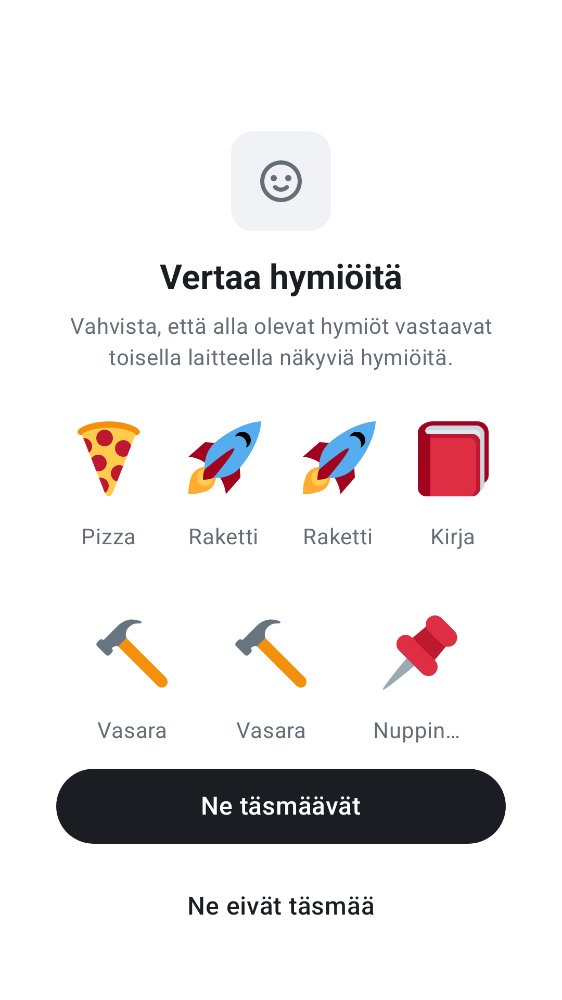 Vertaa hymiöitä
Vahvista, että alla olevat hymiöt vastaavat
toisella laitteella näkyviä hymiöitä.
Pizza Raketti Raketti Kirja
Vasara Vasara Nuppin…
Ne täsmäävät
Ne eivät täsmää